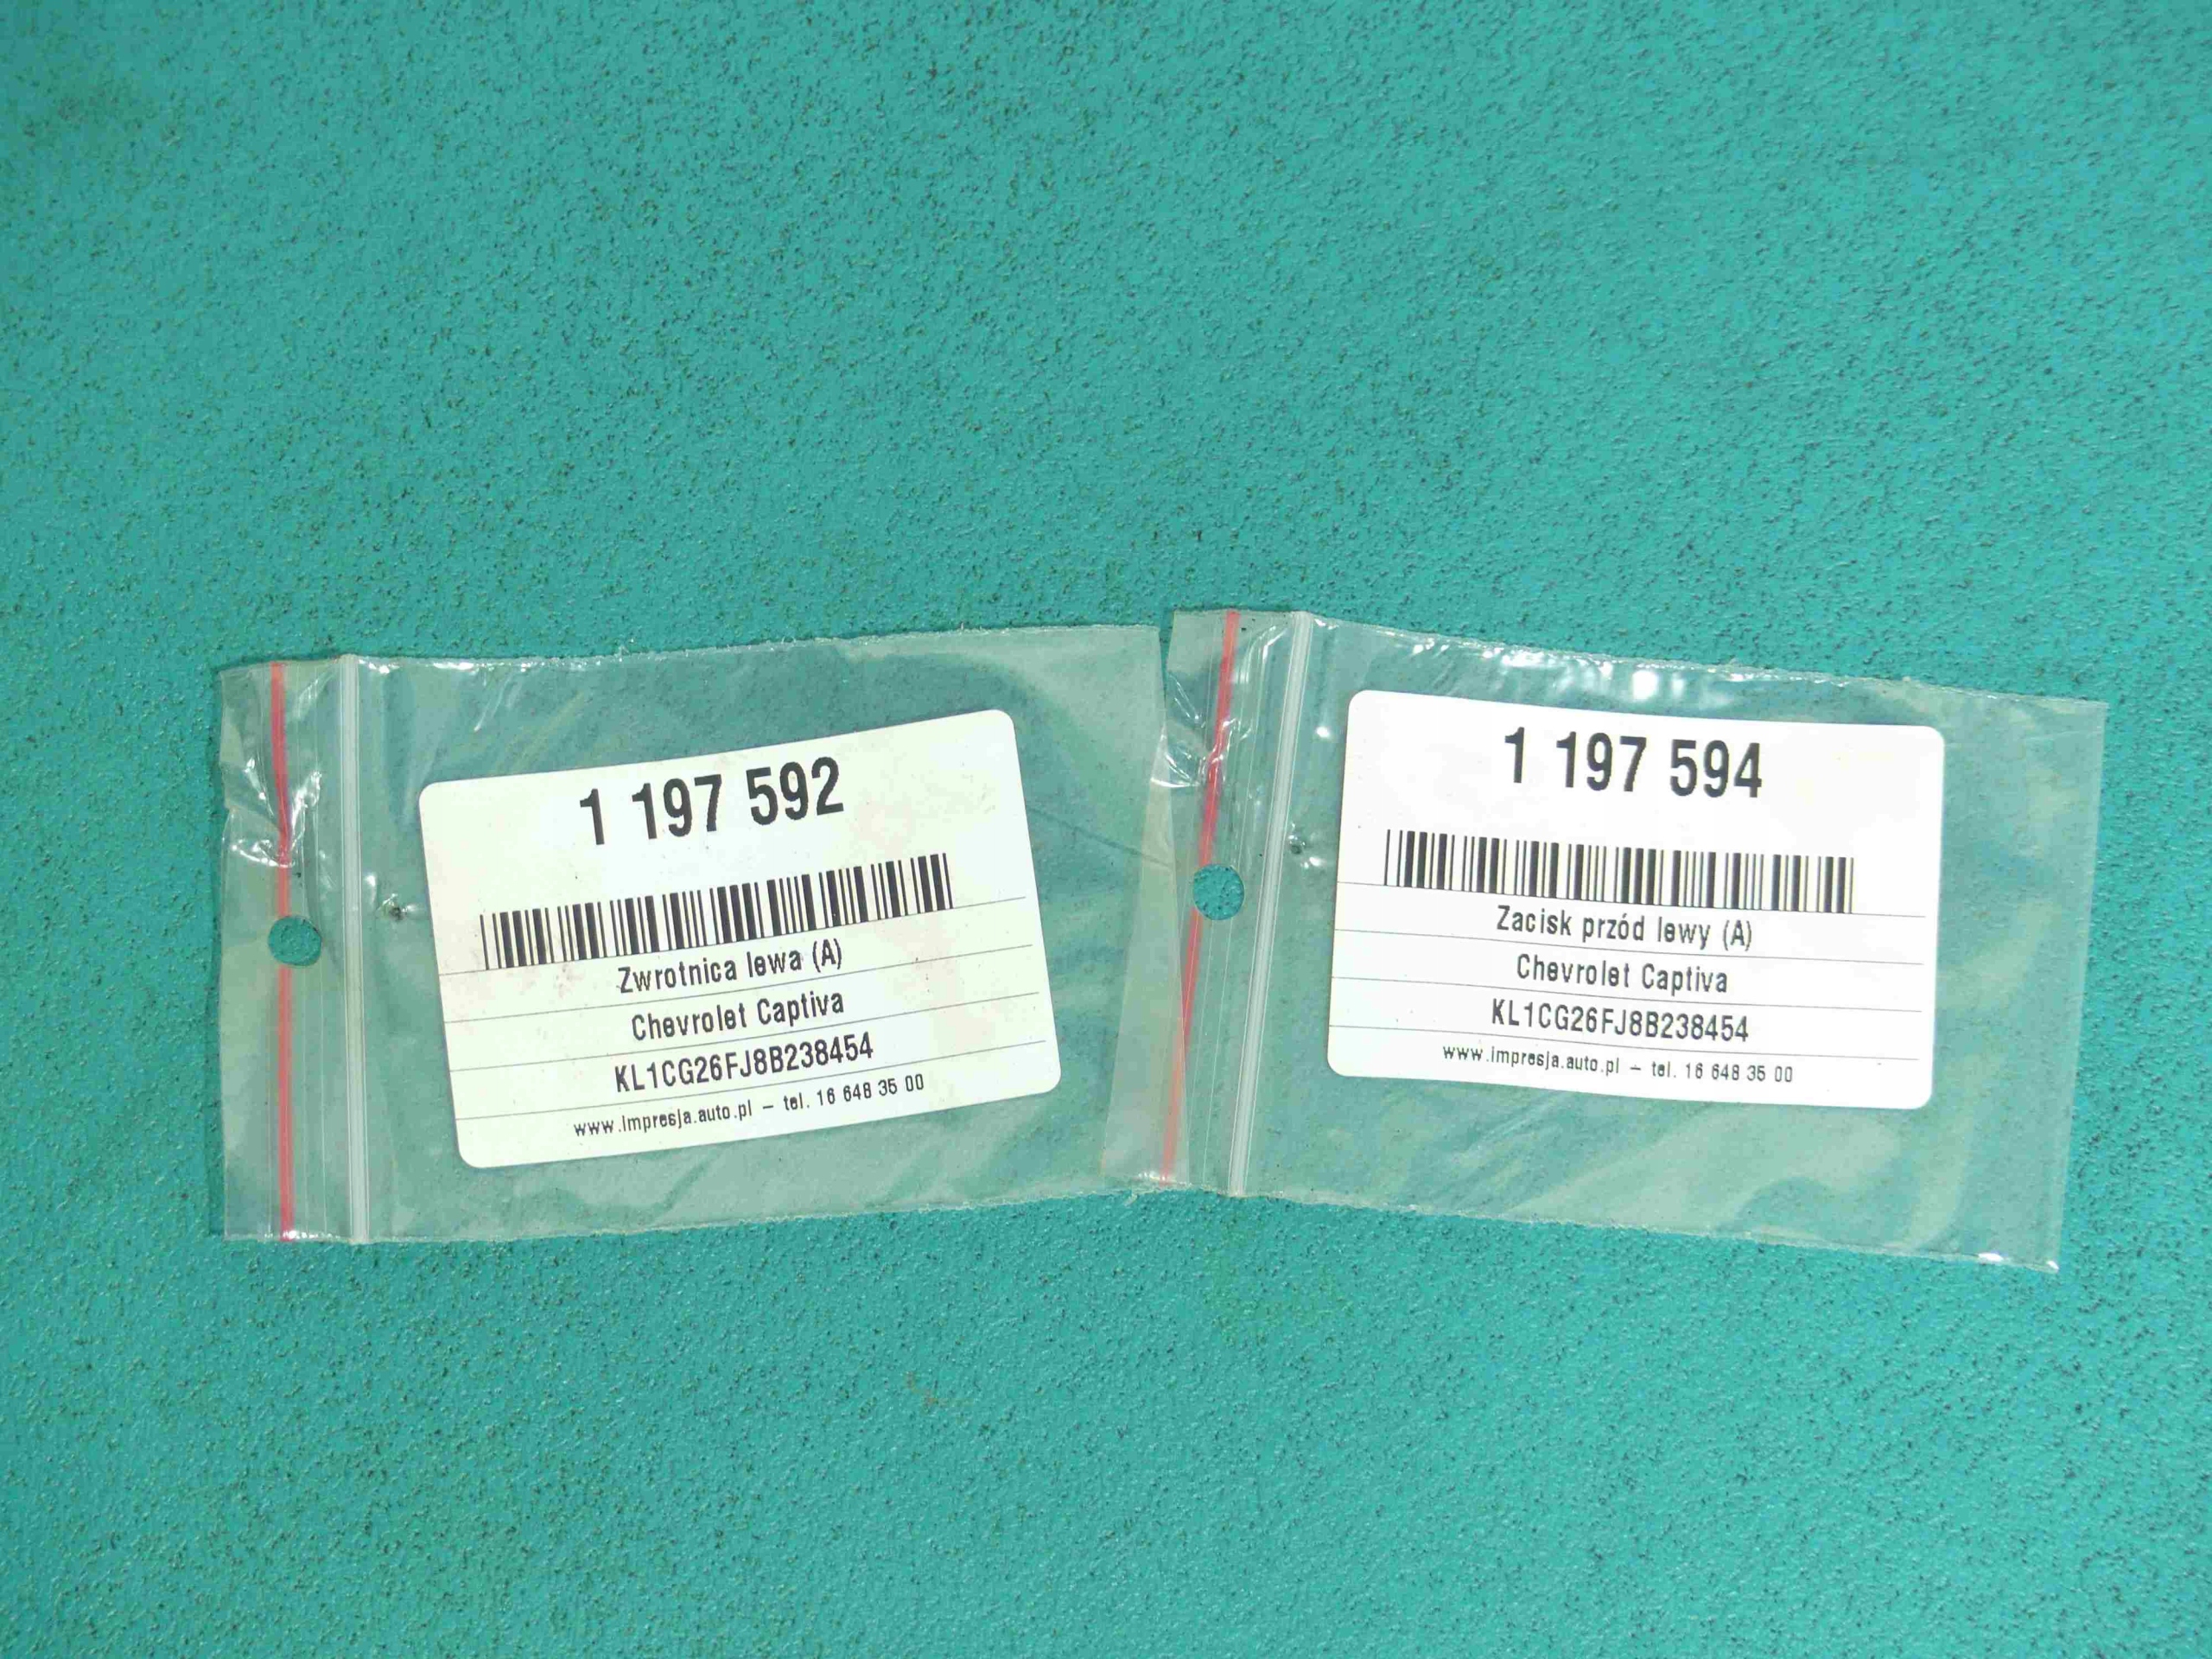 1 197 592
Zwrotnica lewa (A)
Chevrolet Captiva
KL1CG26FJ8B238454
www.impresja.auto.pl – tel. 16 648 35 00
1 197 594
Zacisk przód lewy (A)
Chevrolet Captiva
KL1CG26FJ8B238454
www.impresja.auto.pl – tel. 16 648 35 00